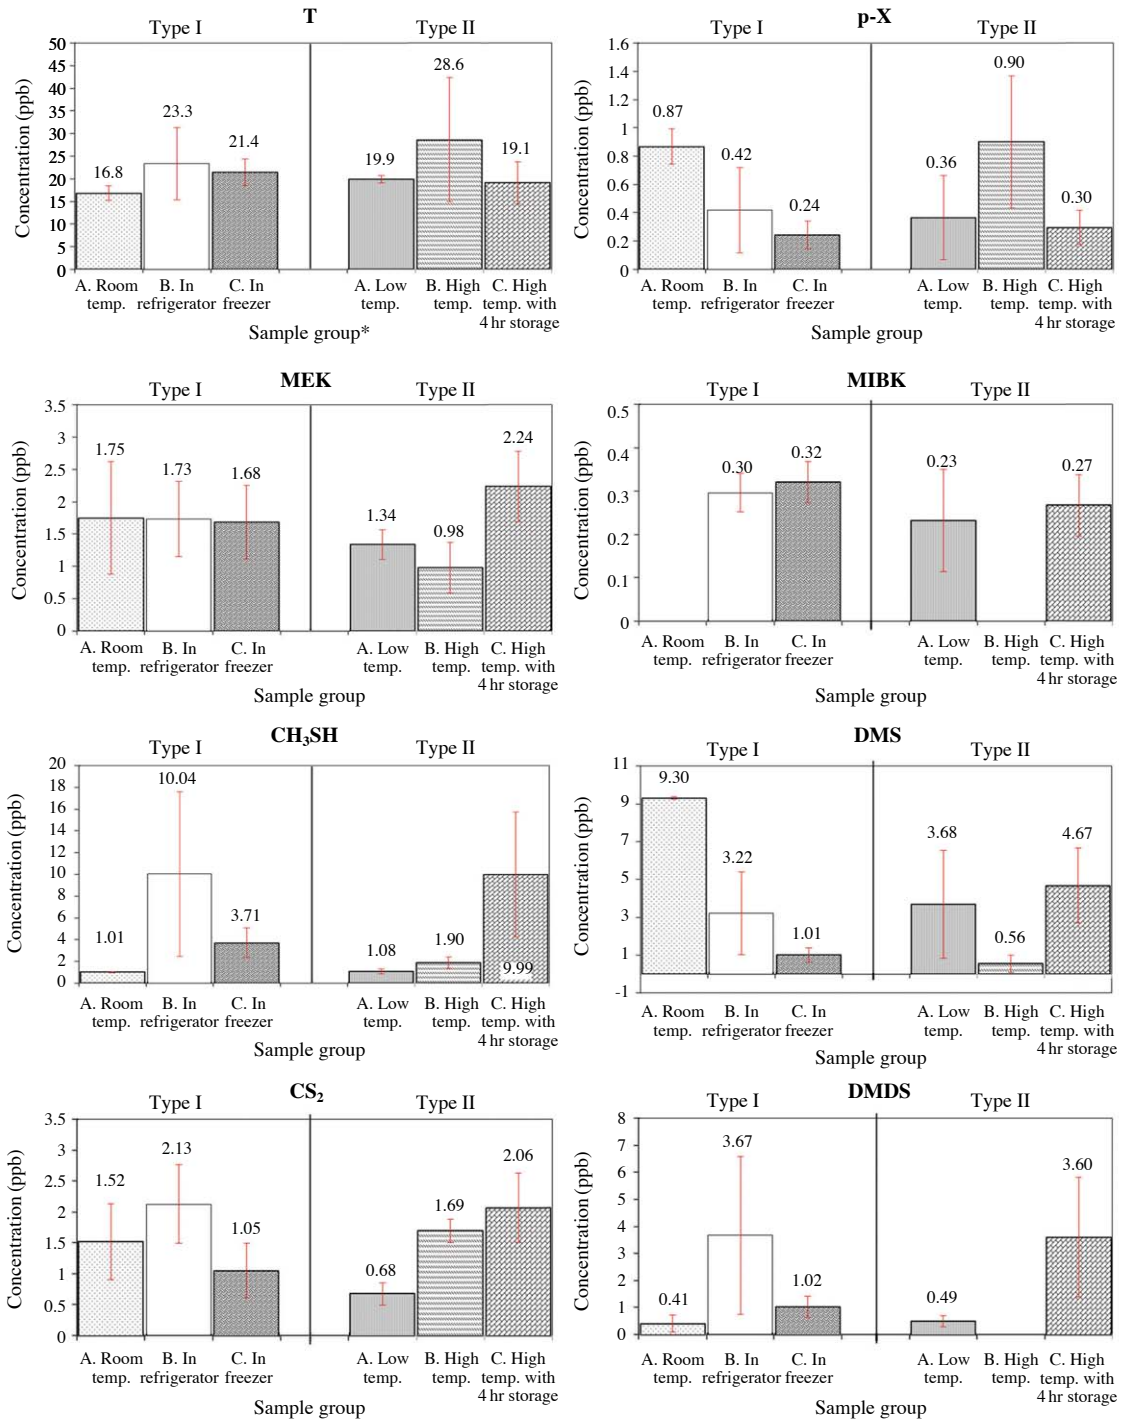 T
Type I
Type II
Concentration (ppb)
50
45
40
35
30
25
20
15
10
5
0
16.8
23.3
21.4
19.9
28.6
19.1
A. Room
temp.
B. In
refrigerator
C. In
freezer
A. Low
temp.
B. High
temp.
C. High
temp. with
4 hr storage
Sample group*
p-X
Type I
Type II
Concentration (ppb)
1.6
1.4
1.2
1
0.8
0.6
0.4
0.2
0
0.87
0.42
0.24
0.36
0.90
0.30
A. Room
temp.
B. In
refrigerator
C. In
freezer
A. Low
temp.
B. High
temp.
C. High
temp. with
4 hr storage
Sample group
MEK
Type I
Type II
Concentration (ppb)
3.5
3
2.5
2
1.5
1
0.5
0
1.75
1.73
1.68
1.34
0.98
2.24
A. Room
temp.
B. In
refrigerator
C. In
freezer
A. Low
temp.
B. High
temp.
C. High
temp. with
4 hr storage
Sample group
MIBK
Type I
Type II
Concentration (ppb)
0.5
0.4
0.3
0.2
0.1
0
0.30
0.32
0.23
0.27
A. Room
temp.
B. In
refrigerator
C. In
freezer
A. Low
temp.
B. High
temp.
C. High
temp. with
4 hr storage
Sample group
CH₃SH
Type I
Type II
Concentration (ppb)
20
18
16
14
12
10
8
6
4
2
0
1.01
10.04
3.71
1.08
1.90
9.99
A. Room
temp.
B. In
refrigerator
C. In
freezer
A. Low
temp.
B. High
temp.
C. High
temp. with
4 hr storage
Sample group
DMS
Type I
Type II
Concentration (ppb)
11
9
7
5
3
1
-1
9.30
3.22
1.01
3.68
0.56
4.67
A. Room
temp.
B. In
refrigerator
C. In
freezer
A. Low
temp.
B. High
temp.
C. High
temp. with
4 hr storage
Sample group
CS₂
Type I
Type II
Concentration (ppb)
3.5
3
2.5
2
1.5
1
0.5
0
1.52
2.13
1.05
0.68
1.69
2.06
A. Room
temp.
B. In
refrigerator
C. In
freezer
A. Low
temp.
B. High
temp.
C. High
temp. with
4 hr storage
Sample group
DMDS
Type I
Type II
Concentration (ppb)
8
7
6
5
4
3
2
1
0
0.41
3.67
1.02
0.49
3.60
A. Room
temp.
B. In
refrigerator
C. In
freezer
A. Low
temp.
B. High
temp.
C. High
temp. with
4 hr storage
Sample group